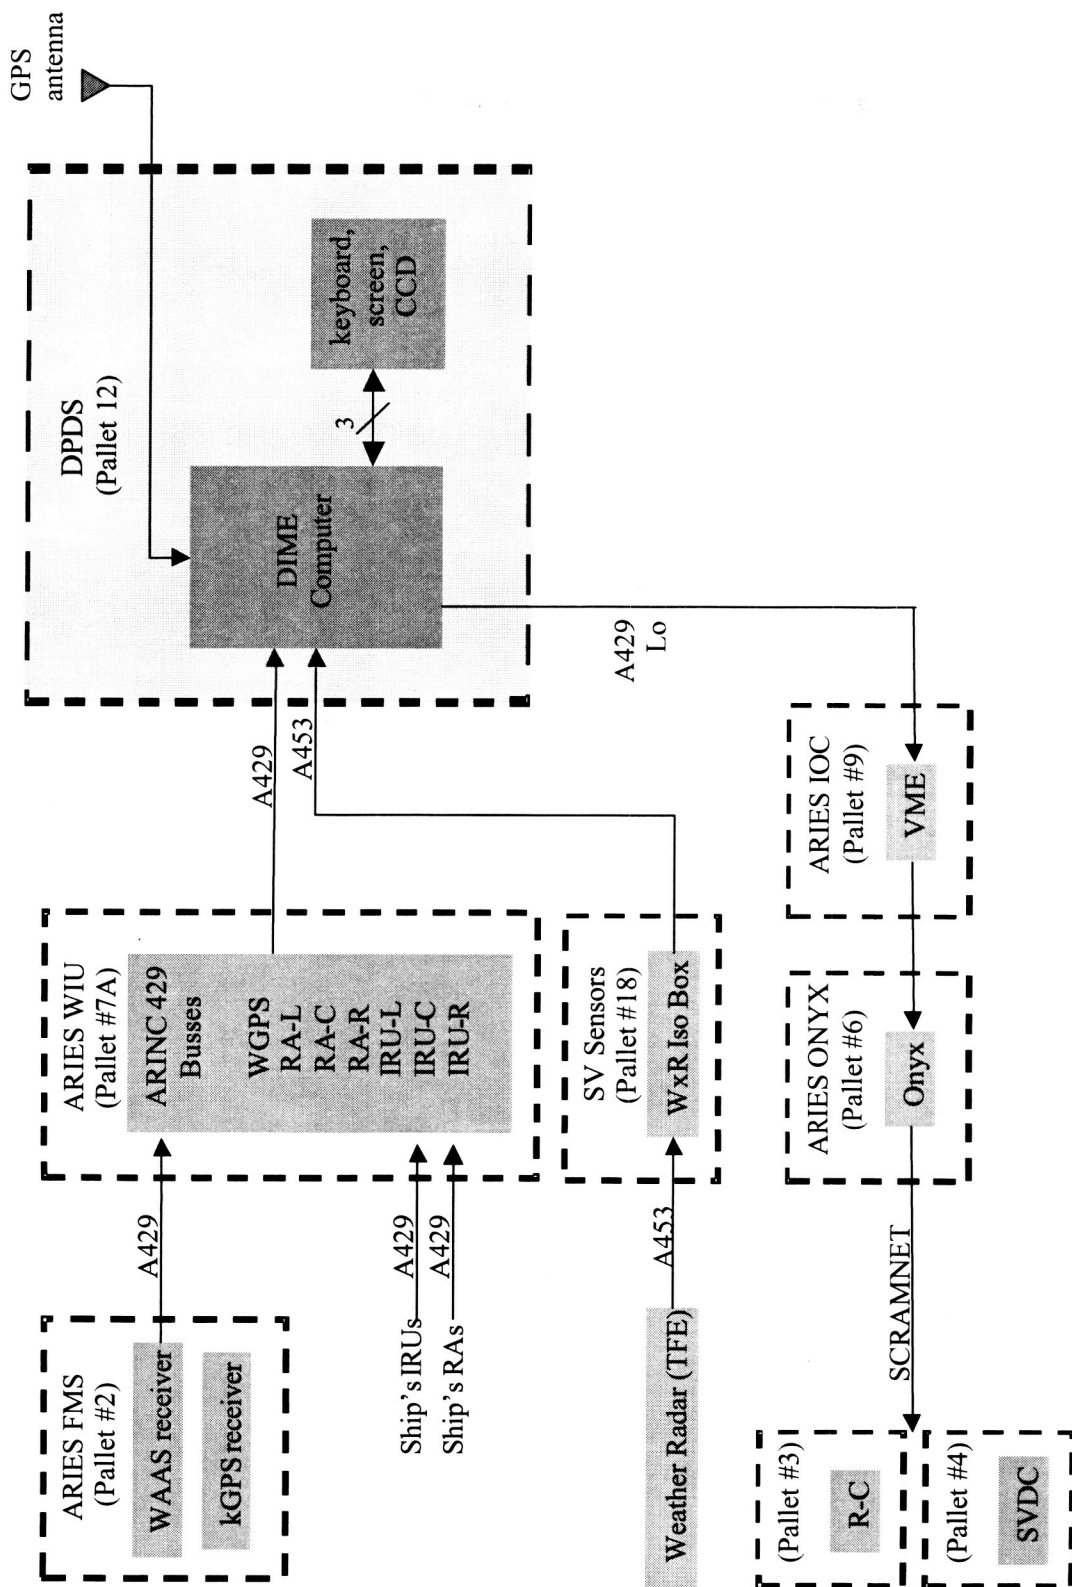 GPS
antenna
DPDS
(Pallet 12)
keyboard,
screen,
CCD
3
DIME
Computer
A429
A453
A429
Lo
ARIES WIU
(Pallet #7A)
ARINC 429
Busses
WGPS
RA-L
RA-C
RA-R
IRU-L
IRU-C
IRU-R
SV Sensors
(Pallet #18)
WxR Iso Box
ARIES IOC
(Pallet #9)
VME
ARIES ONYX
(Pallet #6)
Onyx
A429
A429
A429
A453
SCRAMNET
ARIES FMS
(Pallet #2)
WAAS receiver
kGPS receiver
Ship's IRUs
Ship's RAs
Weather Radar (TFE)
(Pallet #3)
R-C
(Pallet #4)
SVDC